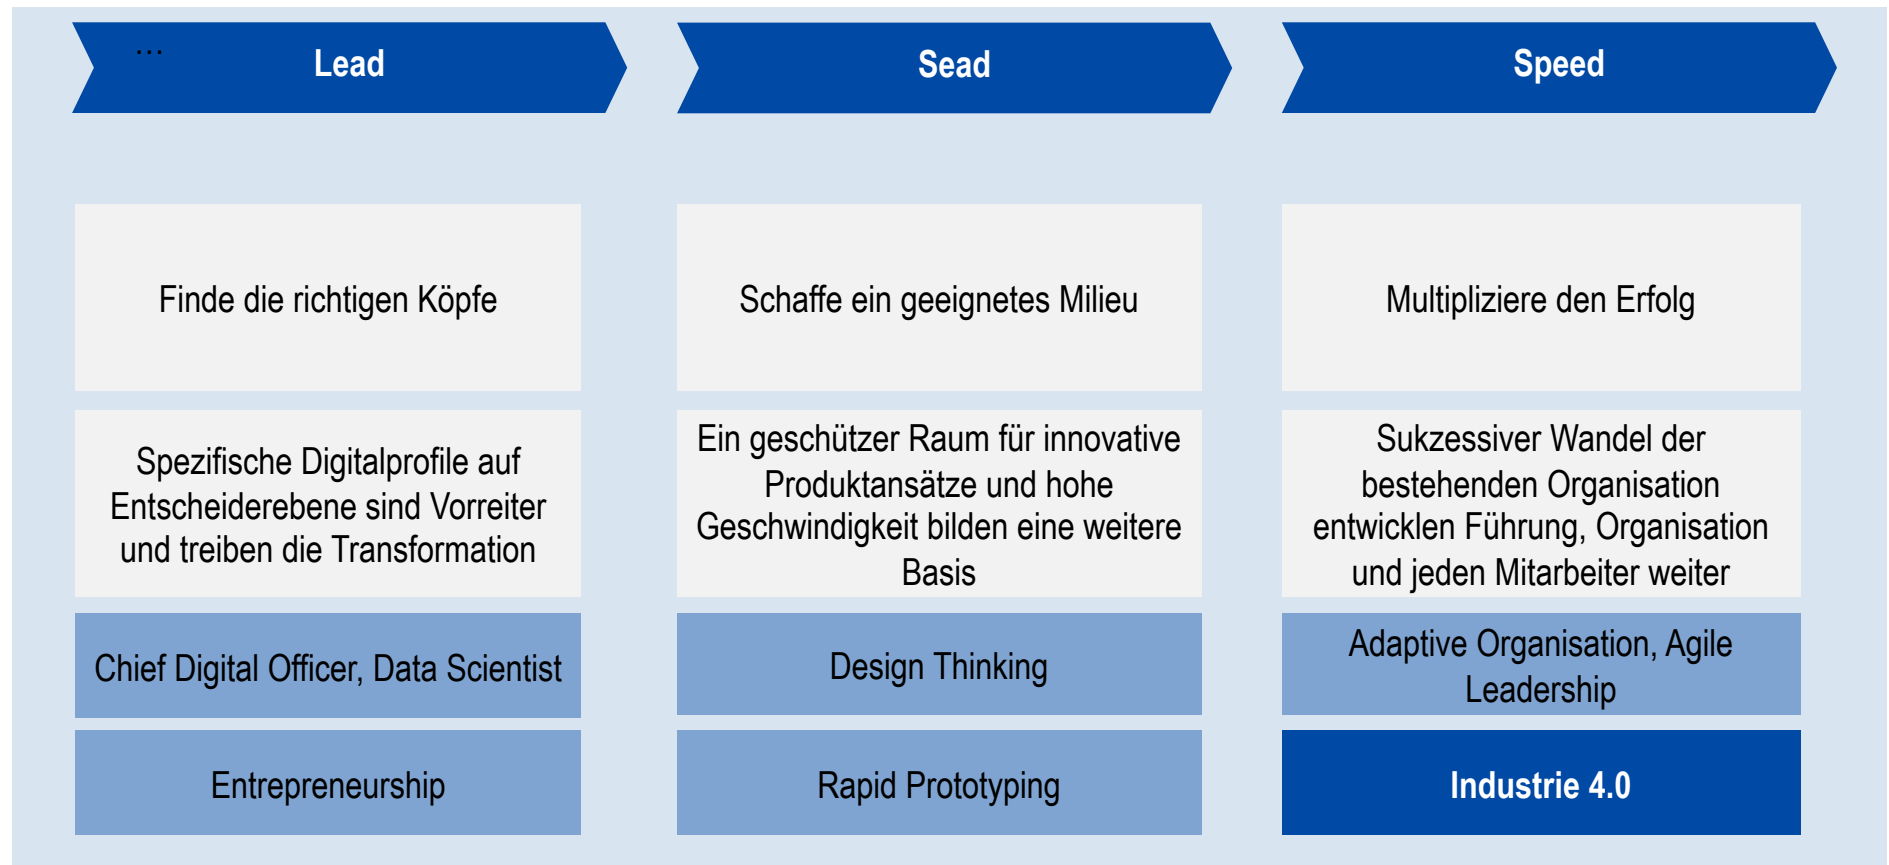 …
Lead
Sead
Speed
Finde die richtigen Köpfe
Schaffe ein geeignetes Milieu
Multipliziere den Erfolg
Spezifische Digitalprofile auf
Entscheiderebene sind Vorreiter
und treiben die Transformation
Ein geschützer Raum für innovative
Produktansätze und hohe
Geschwindigkeit bilden eine weitere
Basis
Sukzessiver Wandel der
bestehenden Organisation
entwicklen Führung, Organisation
und jeden Mitarbeiter weiter
Chief Digital Officer, Data Scientist
Design Thinking
Adaptive Organisation, Agile
Leadership
Entrepreneurship
Rapid Prototyping
Industrie 4.0